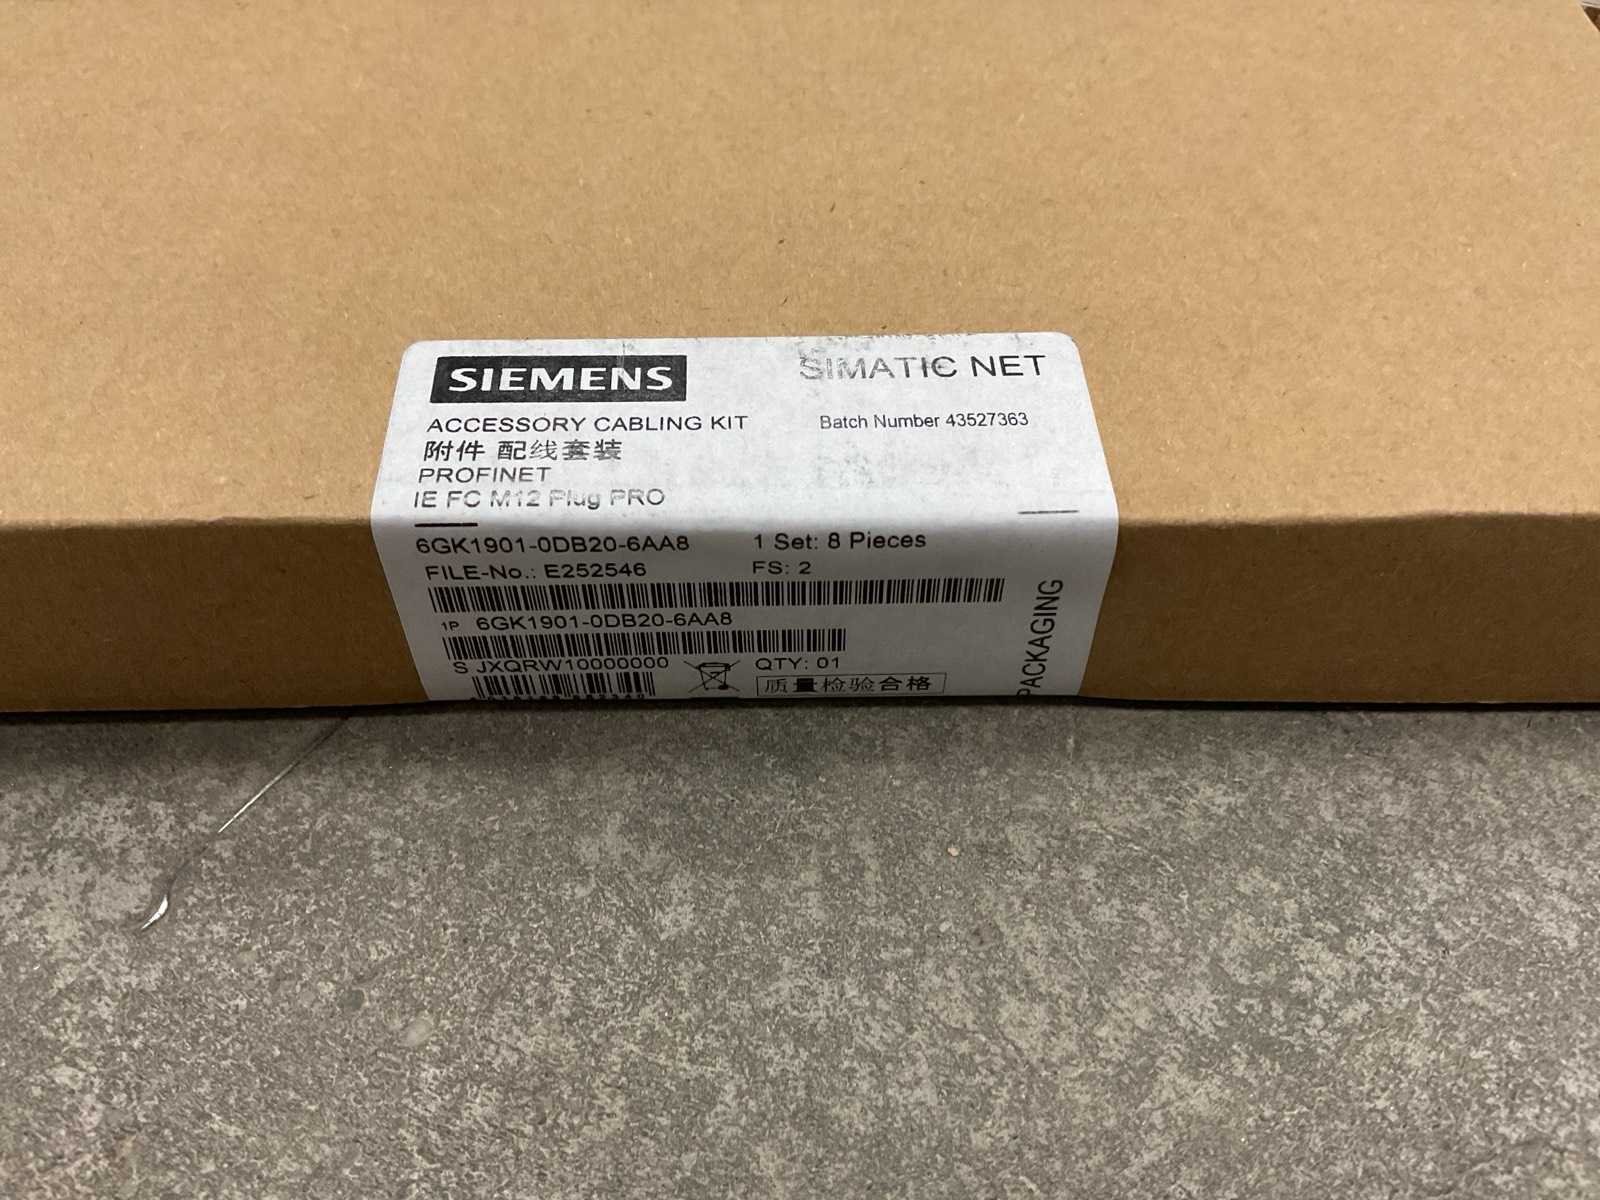 SIEMENS
SIMATIC NET
ACCESSORY CABLING KIT
Batch Number 43527363
附件 配线套装
PROFINET
IE FC M12 Plug PRO
6GK1901-0DB20-6AA8
1 Set: 8 Pieces
FILE-No.: E252546
FS: 2
1P 6GK1901-0DB20-6AA8
S JXQRW10000000
QTY: 01
质量检验合格
PACKAGING